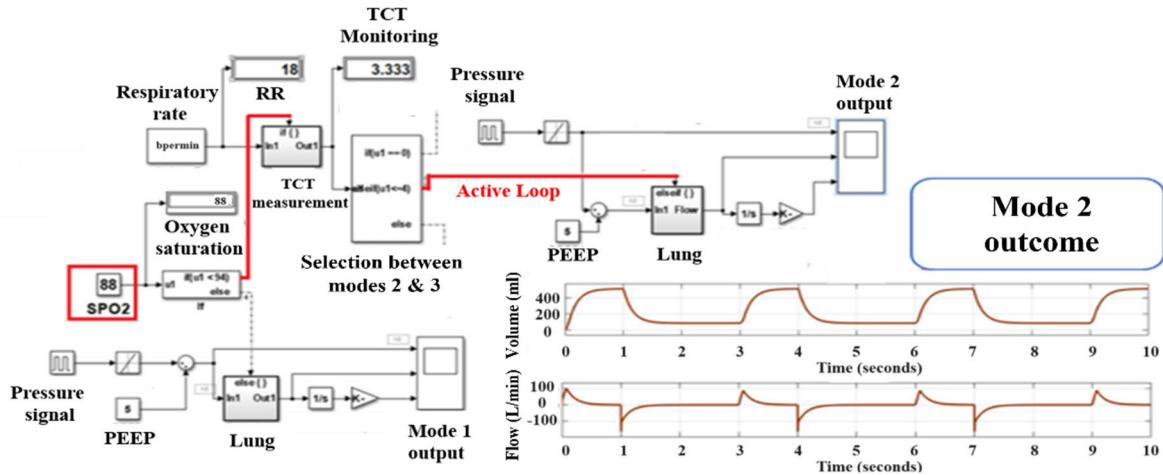 TCT
Monitoring
18
3.333
Respiratory
rate
RR
Pressure
signal
Mode 2
output
bpermin
if { }
In1
Out1
if(u1 == 0)
TCT
measurement
elseif(u1<=4)
else
Active Loop
elseif { }
In1
Flow
1/s
K-
88
Oxygen
saturation
5
PEEP
Lung
Mode 2
outcome
88
SPO2
u1
if(u1 < 94)
else
If
Selection between
modes 2 & 3
Pressure
signal
5
PEEP
else { }
In1
Out1
Lung
1/s
K-
Mode 1
output
Volume (ml)
400
200
0
0 1 2 3 4 5 6 7 8 9 10
Time (seconds)
Flow (L/min)
100
0
-100
0 1 2 3 4 5 6 7 8 9 10
Time (seconds)